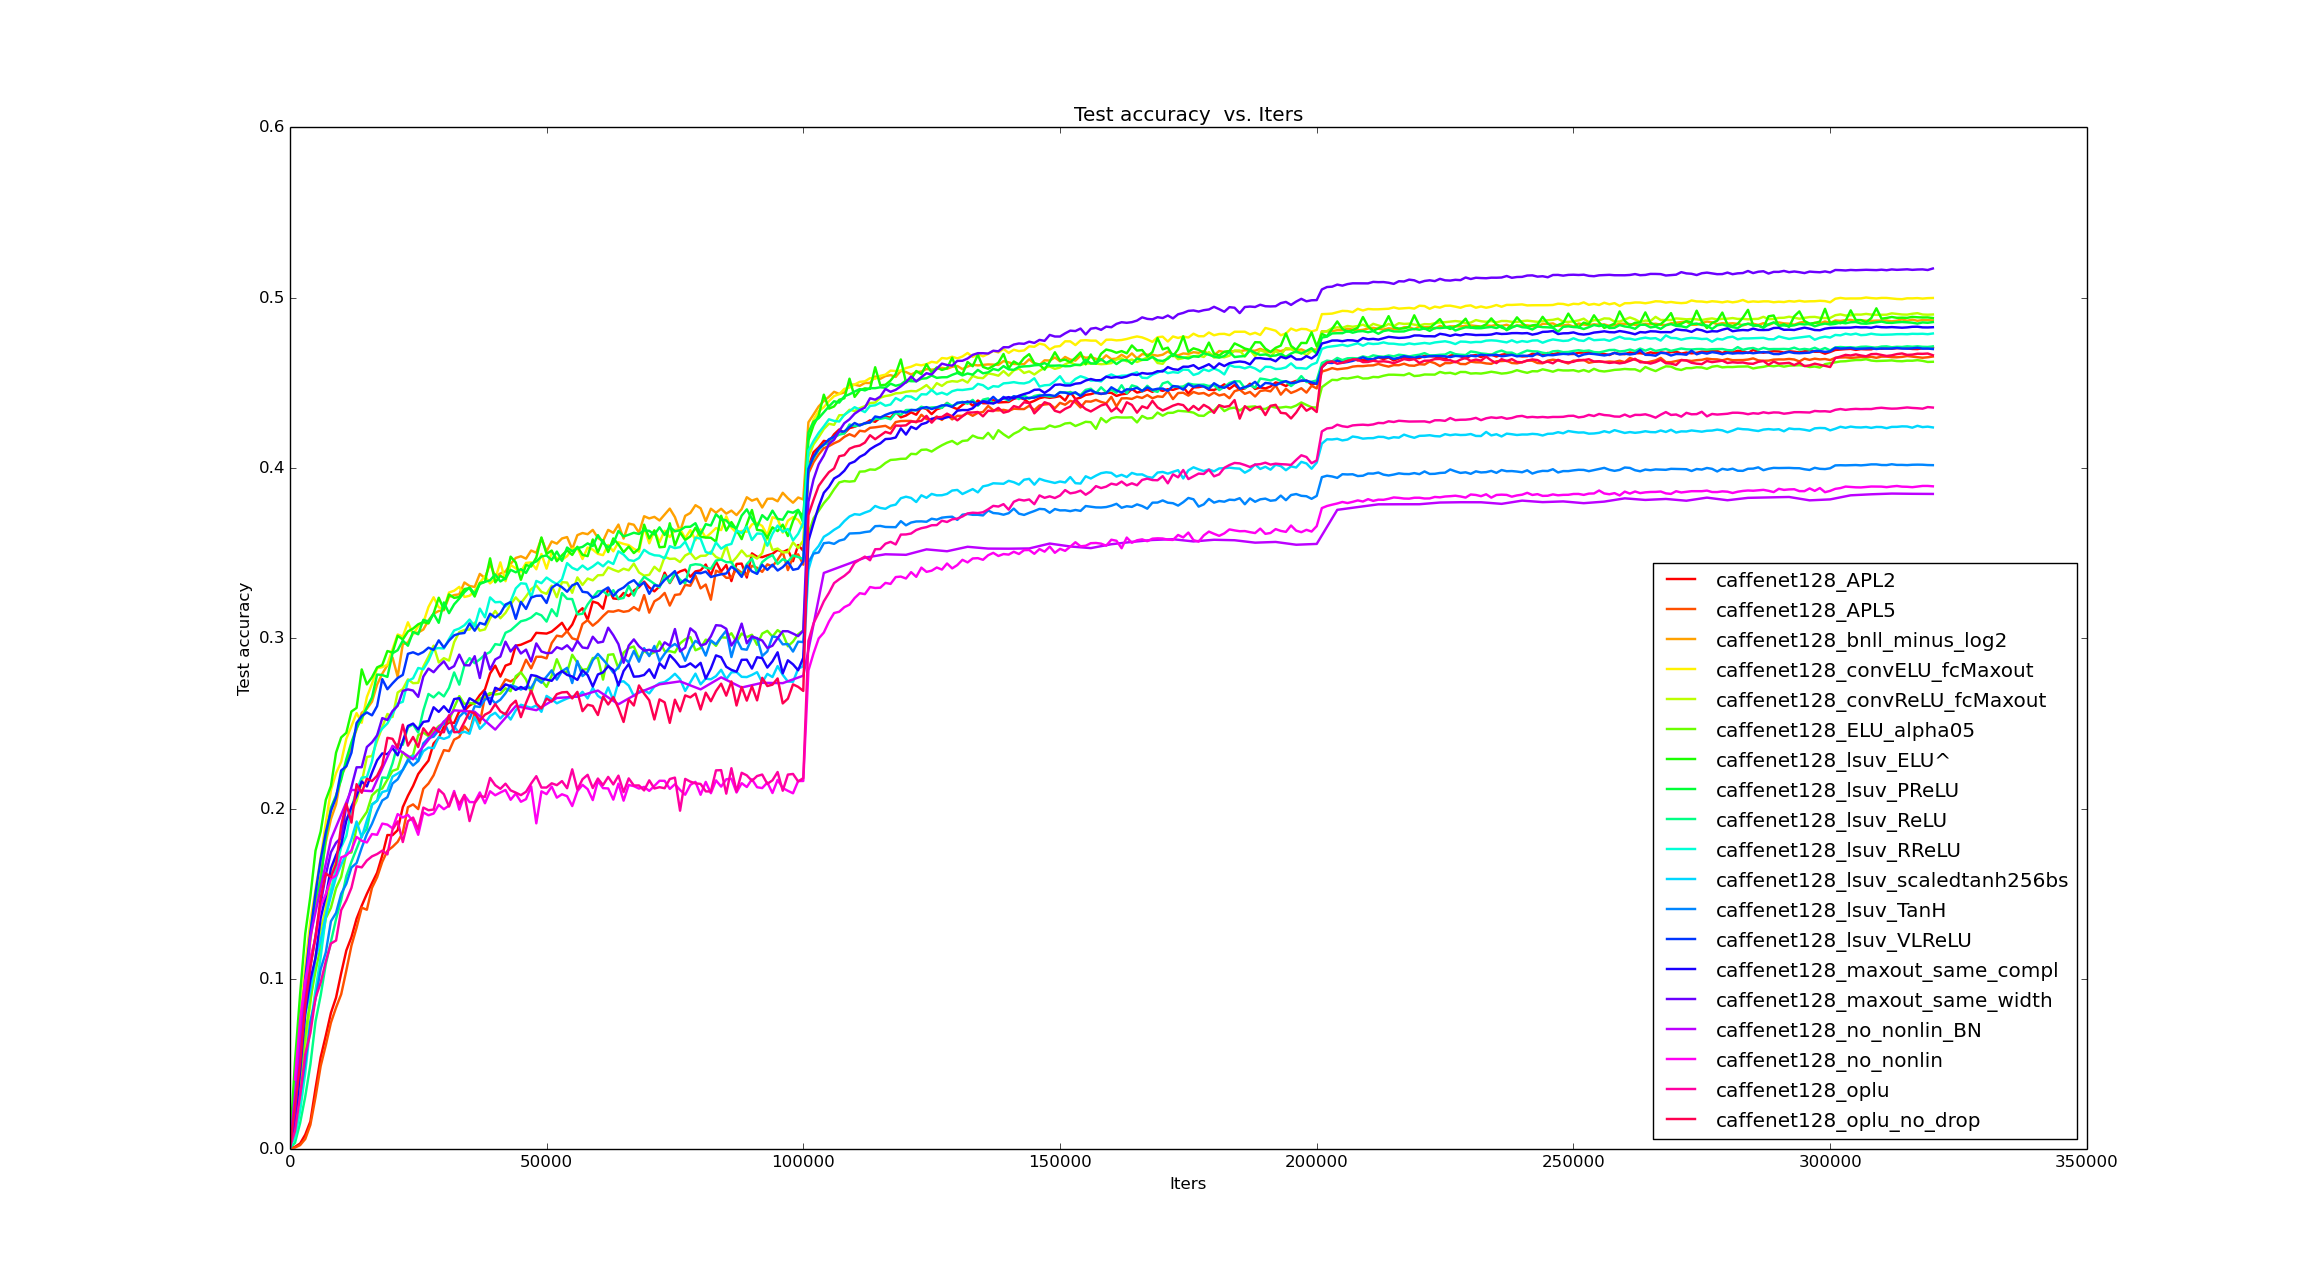 Test accuracy  vs. Iters
0.6
0.5
0.4
0.3
0.2
0.1
0.0
Test accuracy
caffenet128_APL2
caffenet128_APL5
caffenet128_bnll_minus_log2
caffenet128_convELU_fcMaxout
caffenet128_convReLU_fcMaxout
caffenet128_ELU_alpha05
caffenet128_lsuv_ELU^
caffenet128_lsuv_PReLU
caffenet128_lsuv_ReLU
caffenet128_lsuv_RReLU
caffenet128_lsuv_scaledtanh256bs
caffenet128_lsuv_TanH
caffenet128_lsuv_VLReLU
caffenet128_maxout_same_compl
caffenet128_maxout_same_width
caffenet128_no_nonlin_BN
caffenet128_no_nonlin
caffenet128_oplu
caffenet128_oplu_no_drop
0 50000 100000 150000 200000 250000 300000 350000
Iters